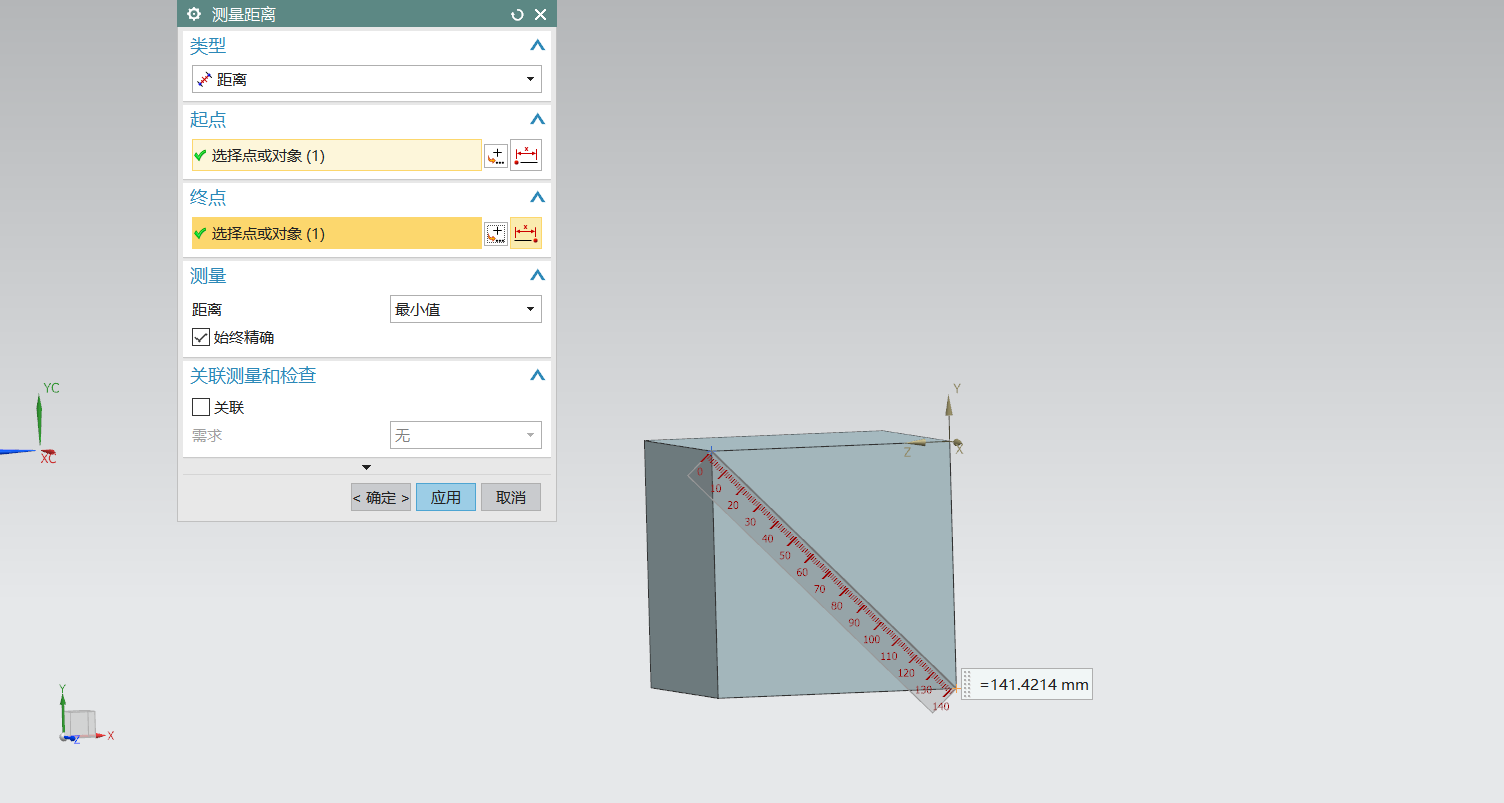 测量距离
类型
距离
起点
选择点或对象 (1)
终点
选择点或对象 (1)
测量
距离
最小值
始终精确
关联测量和检查
关联
需求
无
< 确定 >
应用
取消
YC
XC
Y
X
Z
Y
Z
X
0
10
20
30
40
50
60
70
80
90
100
110
120
130
140
=141.4214 mm